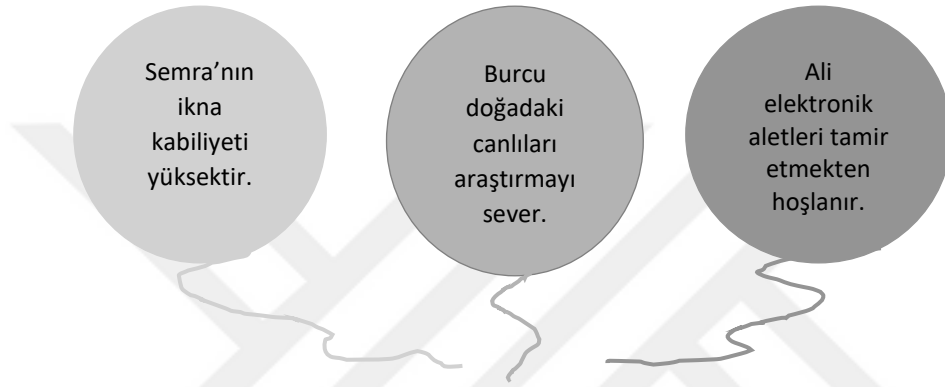 Semra’nın
ikna
kabiliyeti
yüksektir.
Burcu
doğadaki
canlıları
araştırmayı
sever.
Ali
elektronik
aletleri tamir
etmekten
hoşlanır.